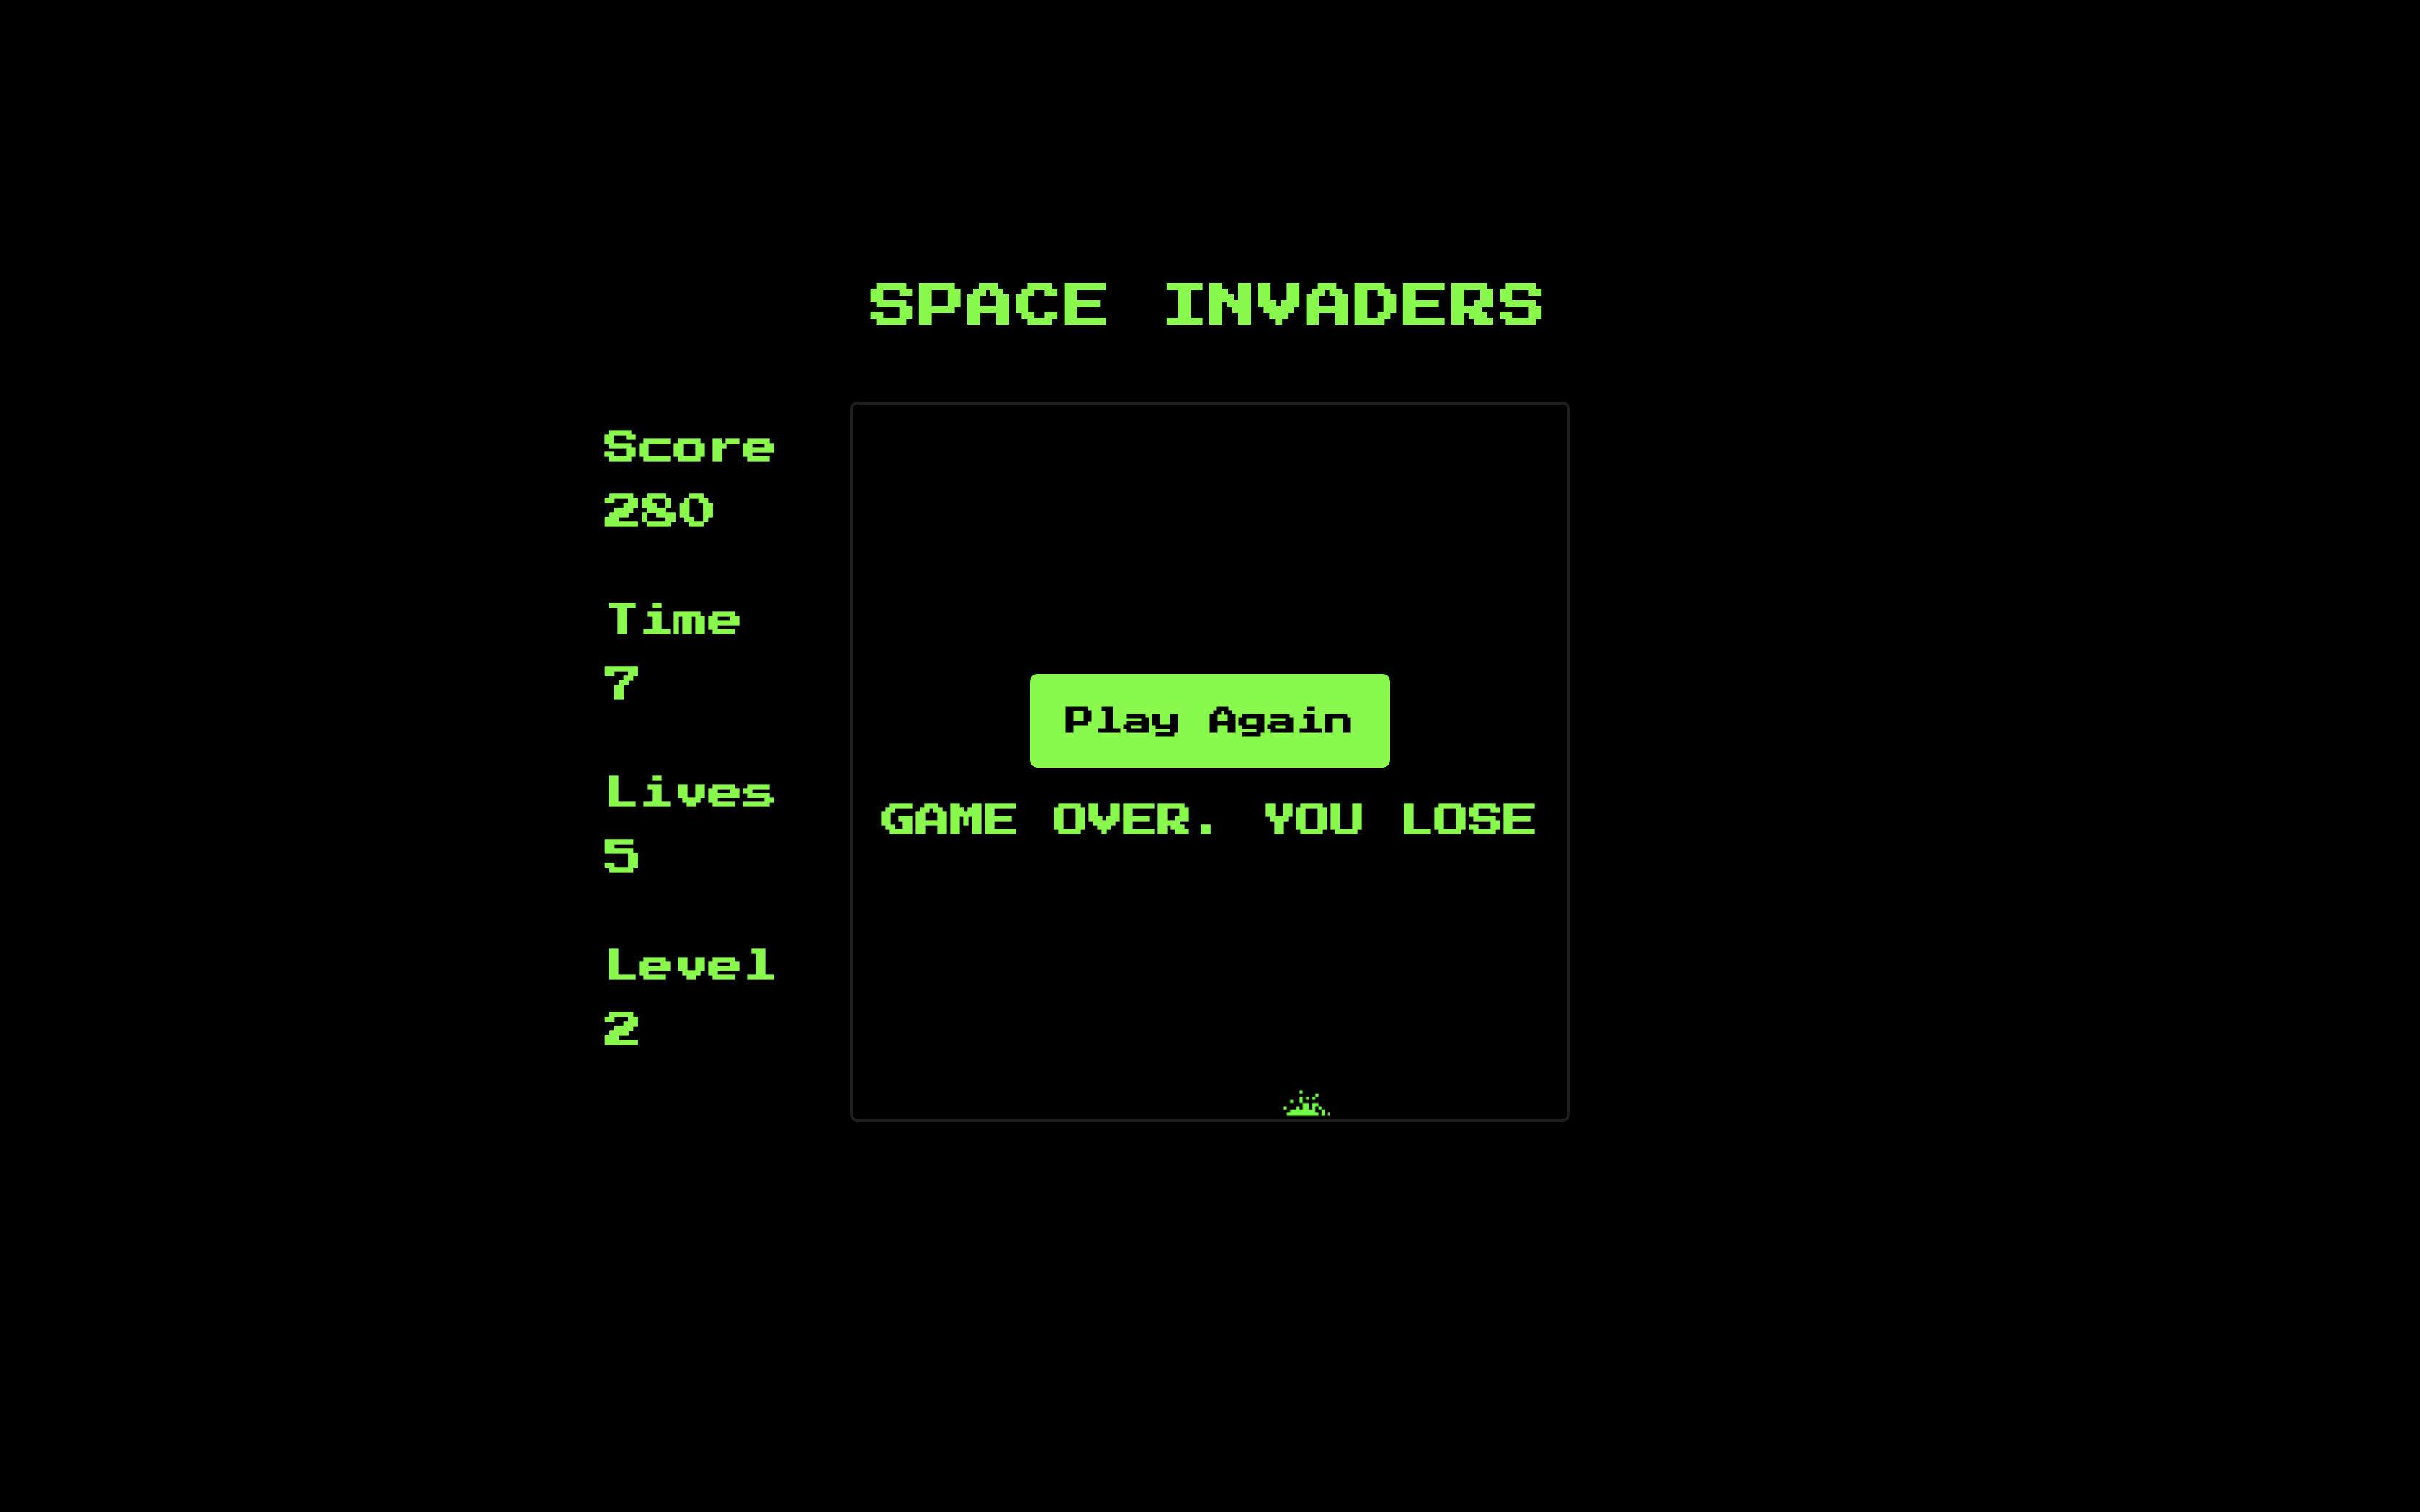 SPACE INVADERS
Score
280
Time
7
Lives
5
Level
2
Play Again
GAME OVER. YOU LOSE